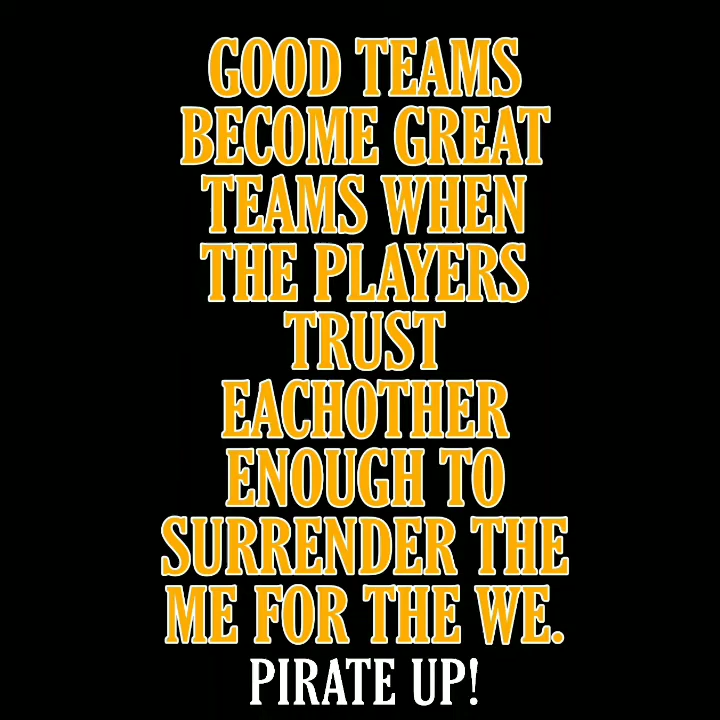 GOOD TEAMS
BECOME GREAT
TEAMS WHEN
THE PLAYERS
TRUST
EACHOTHER
ENOUGH TO
SURRENDER THE
ME FOR THE WE.
PIRATE UP!